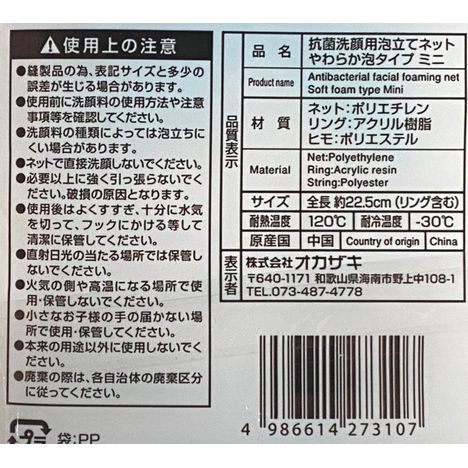 ⚠使用上の注意
●縫製品の為、表記サイズと多少の
誤差が生じる場合があります。
●使用前に洗顔料の使用方法や注
意事項等を確認してください。
●洗顔料の種類によっては泡立ちに
くい場合があります。
●ネットで直接洗顔しないでください。
●必要以上に強く引っ張らないでく
ださい。破損の原因となります。
●使用後はよくすすぎ、十分に水気
を切って、フックにかける等して
清潔に保管してください。
●直射日光の当たる場所では保管し
ないでください。
●火気の側や高温になる場所で使
用・保管しないでください。
●小さなお子様の手の届かない場
所で使用・保管してください。
●本来の用途以外に使用しないでく
ださい。
●廃棄の際は、各自治体の廃棄区分
に従ってください。
プラ 袋:PP
品質表示
品名 抗菌洗顔用泡立てネット
やわらか泡タイプ ミニ
Product name Antibacterial facial foaming net
Soft foam type Mini
材質 ネット:ポリエチレン
リング:アクリル樹脂
ヒモ:ポリエステル
Material Net:Polyethylene
Ring:Acrylic resin
String:Polyester
サイズ 全長 約22.5cm(リング含む)
耐熱温度 120℃ 耐冷温度 -30℃
原産国 中国 Country of origin China
表示者 株式会社オカザキ
〒640-1171 和歌山県海南市野上中108-1
TEL.073-487-4778
4 986614 273107